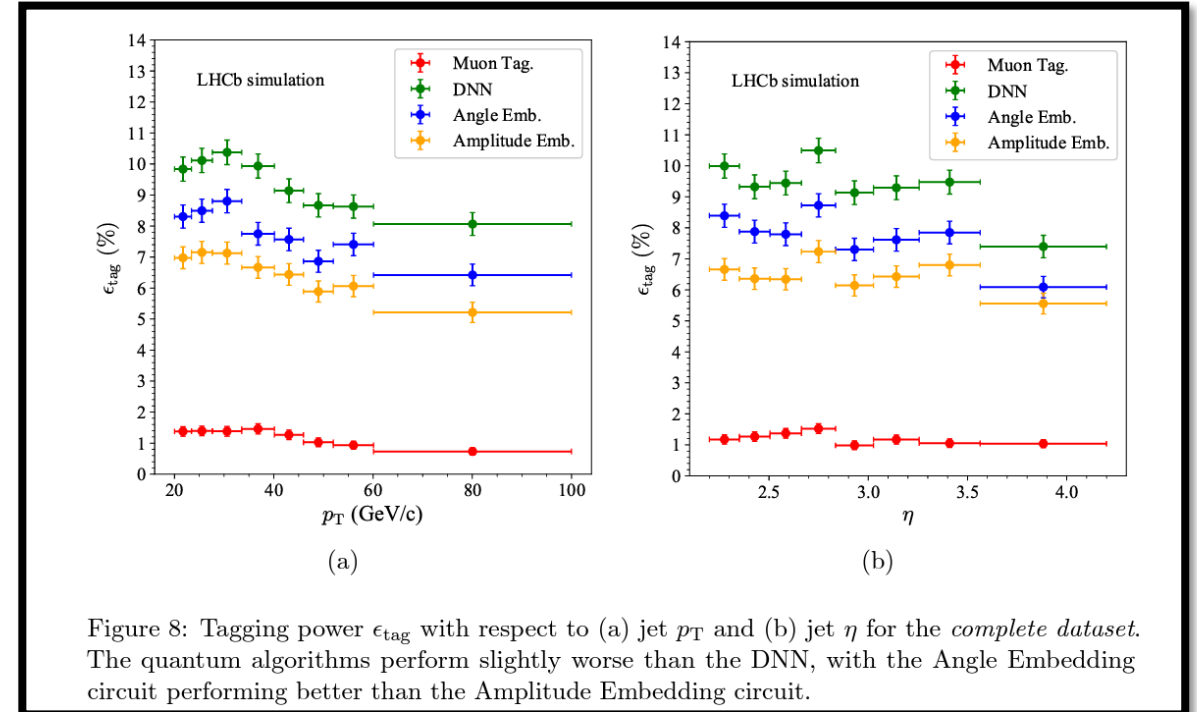 14
13
12
11
10
9
8
7
6
5
4
3
2
1
0
ϵtag (%)
LHCb simulation
Muon Tag.
DNN
Angle Emb.
Amplitude Emb.
20 40 60 80 100
pT (GeV/c)
(a)
14
13
12
11
10
9
8
7
6
5
4
3
2
1
0
ϵtag (%)
LHCb simulation
Muon Tag.
DNN
Angle Emb.
Amplitude Emb.
2.5 3.0 3.5 4.0
η
(b)
Figure 8: Tagging power ϵtag with respect to (a) jet pT and (b) jet η for the complete dataset.
The quantum algorithms perform slightly worse than the DNN, with the Angle Embedding
circuit performing better than the Amplitude Embedding circuit.